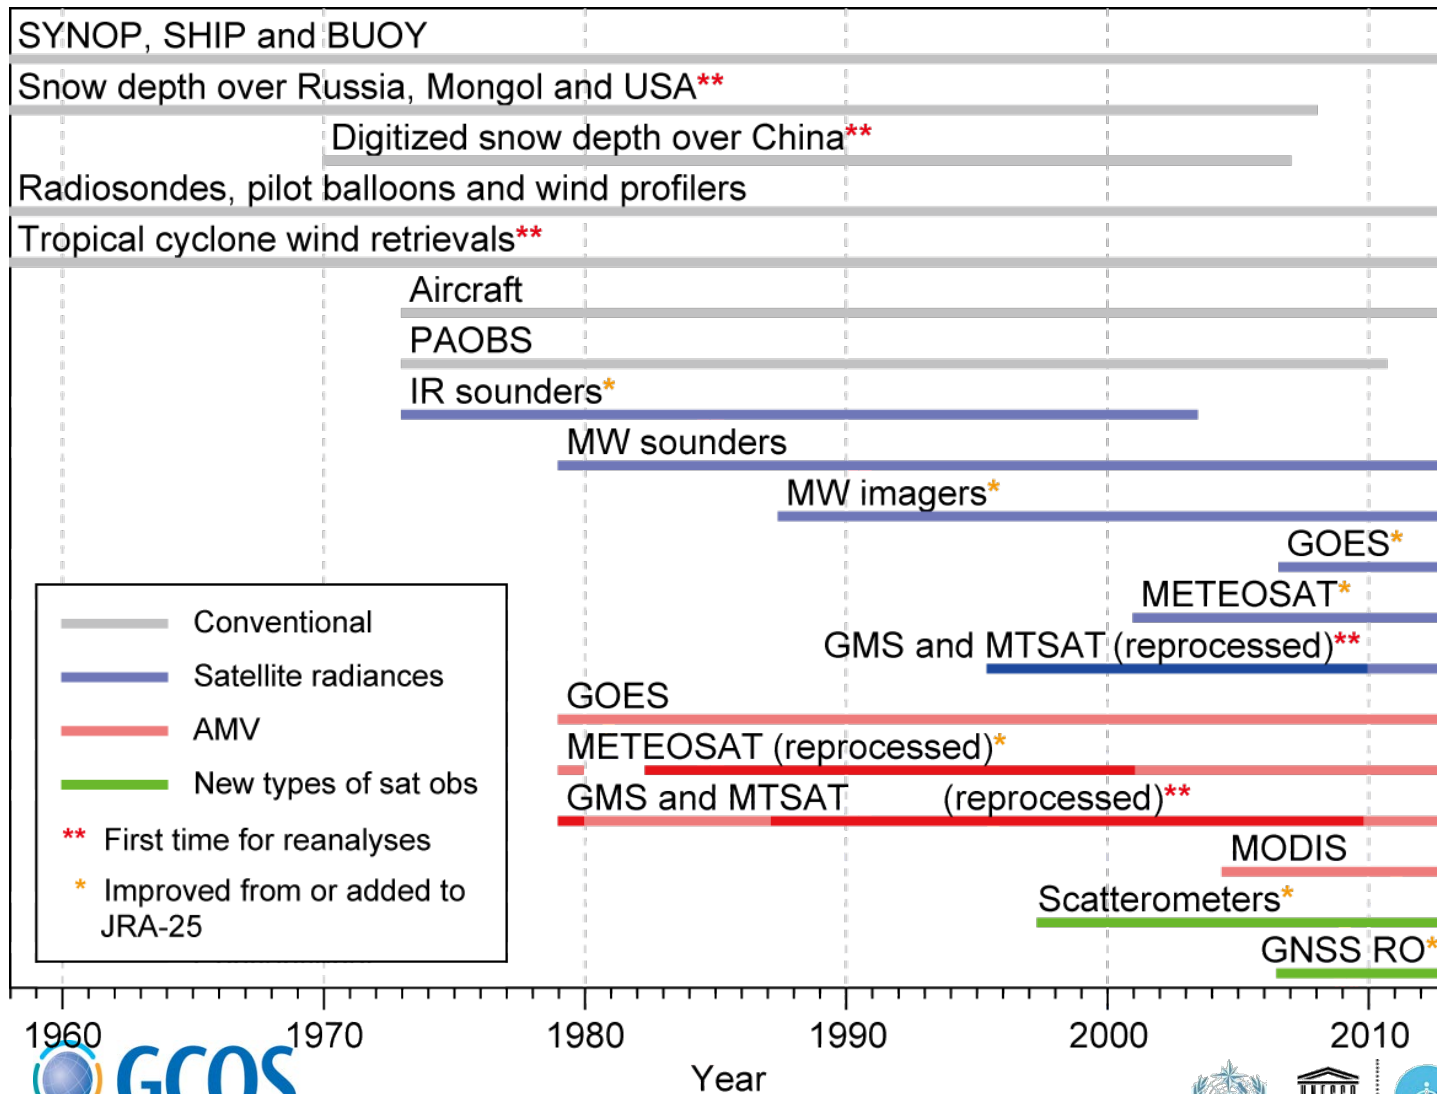 SYNOP, SHIP and BUOY
Snow depth over Russia, Mongol and USA**
Digitized snow depth over China**
Radiosondes, pilot balloons and wind profilers
Tropical cyclone wind retrievals**
Aircraft
PAOBS
IR sounders*
MW sounders
MW imagers*
GOES*
METEOSAT*
GMS and MTSAT (reprocessed)**
GOES
METEOSAT (reprocessed)*
GMS and MTSAT (reprocessed)**
MODIS
Scatterometers*
GNSS RO*
Conventional
Satellite radiances
AMV
New types of sat obs
** First time for reanalyses
* Improved from or added to
JRA-25
1960 1970 1980 1990 2000 2010
Year
GCOS